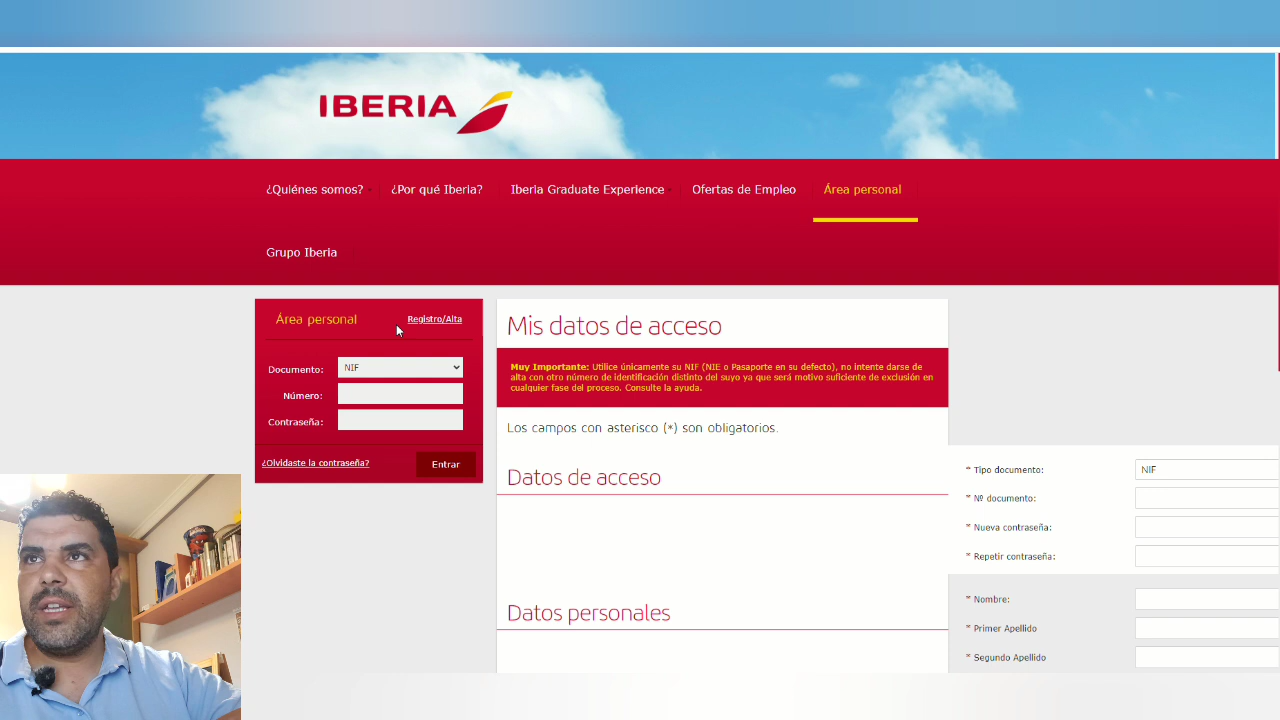 IBERIA
¿Quiénes somos?
¿Por qué Iberia?
Iberia Graduate Experience
Ofertas de Empleo
Área personal
Grupo Iberia
Área personal
Registro/Alta
Documento:
NIF
Número:
Contraseña:
¿Olvidaste la contraseña?
Entrar
Mis datos de acceso
Muy Importante: Utilice únicamente su NIF (NIE o Pasaporte en su defecto), no intente darse de
alta con otro número de identificación distinto del suyo ya que será motivo suficiente de exclusión en
cualquier fase del proceso. Consulte la ayuda.
Los campos con asterisco (*) son obligatorios.
Datos de acceso
* Tipo documento:
NIF
* Nº documento:
* Nueva contraseña:
* Repetir contraseña:
Datos personales
* Nombre:
* Primer Apellido
* Segundo Apellido